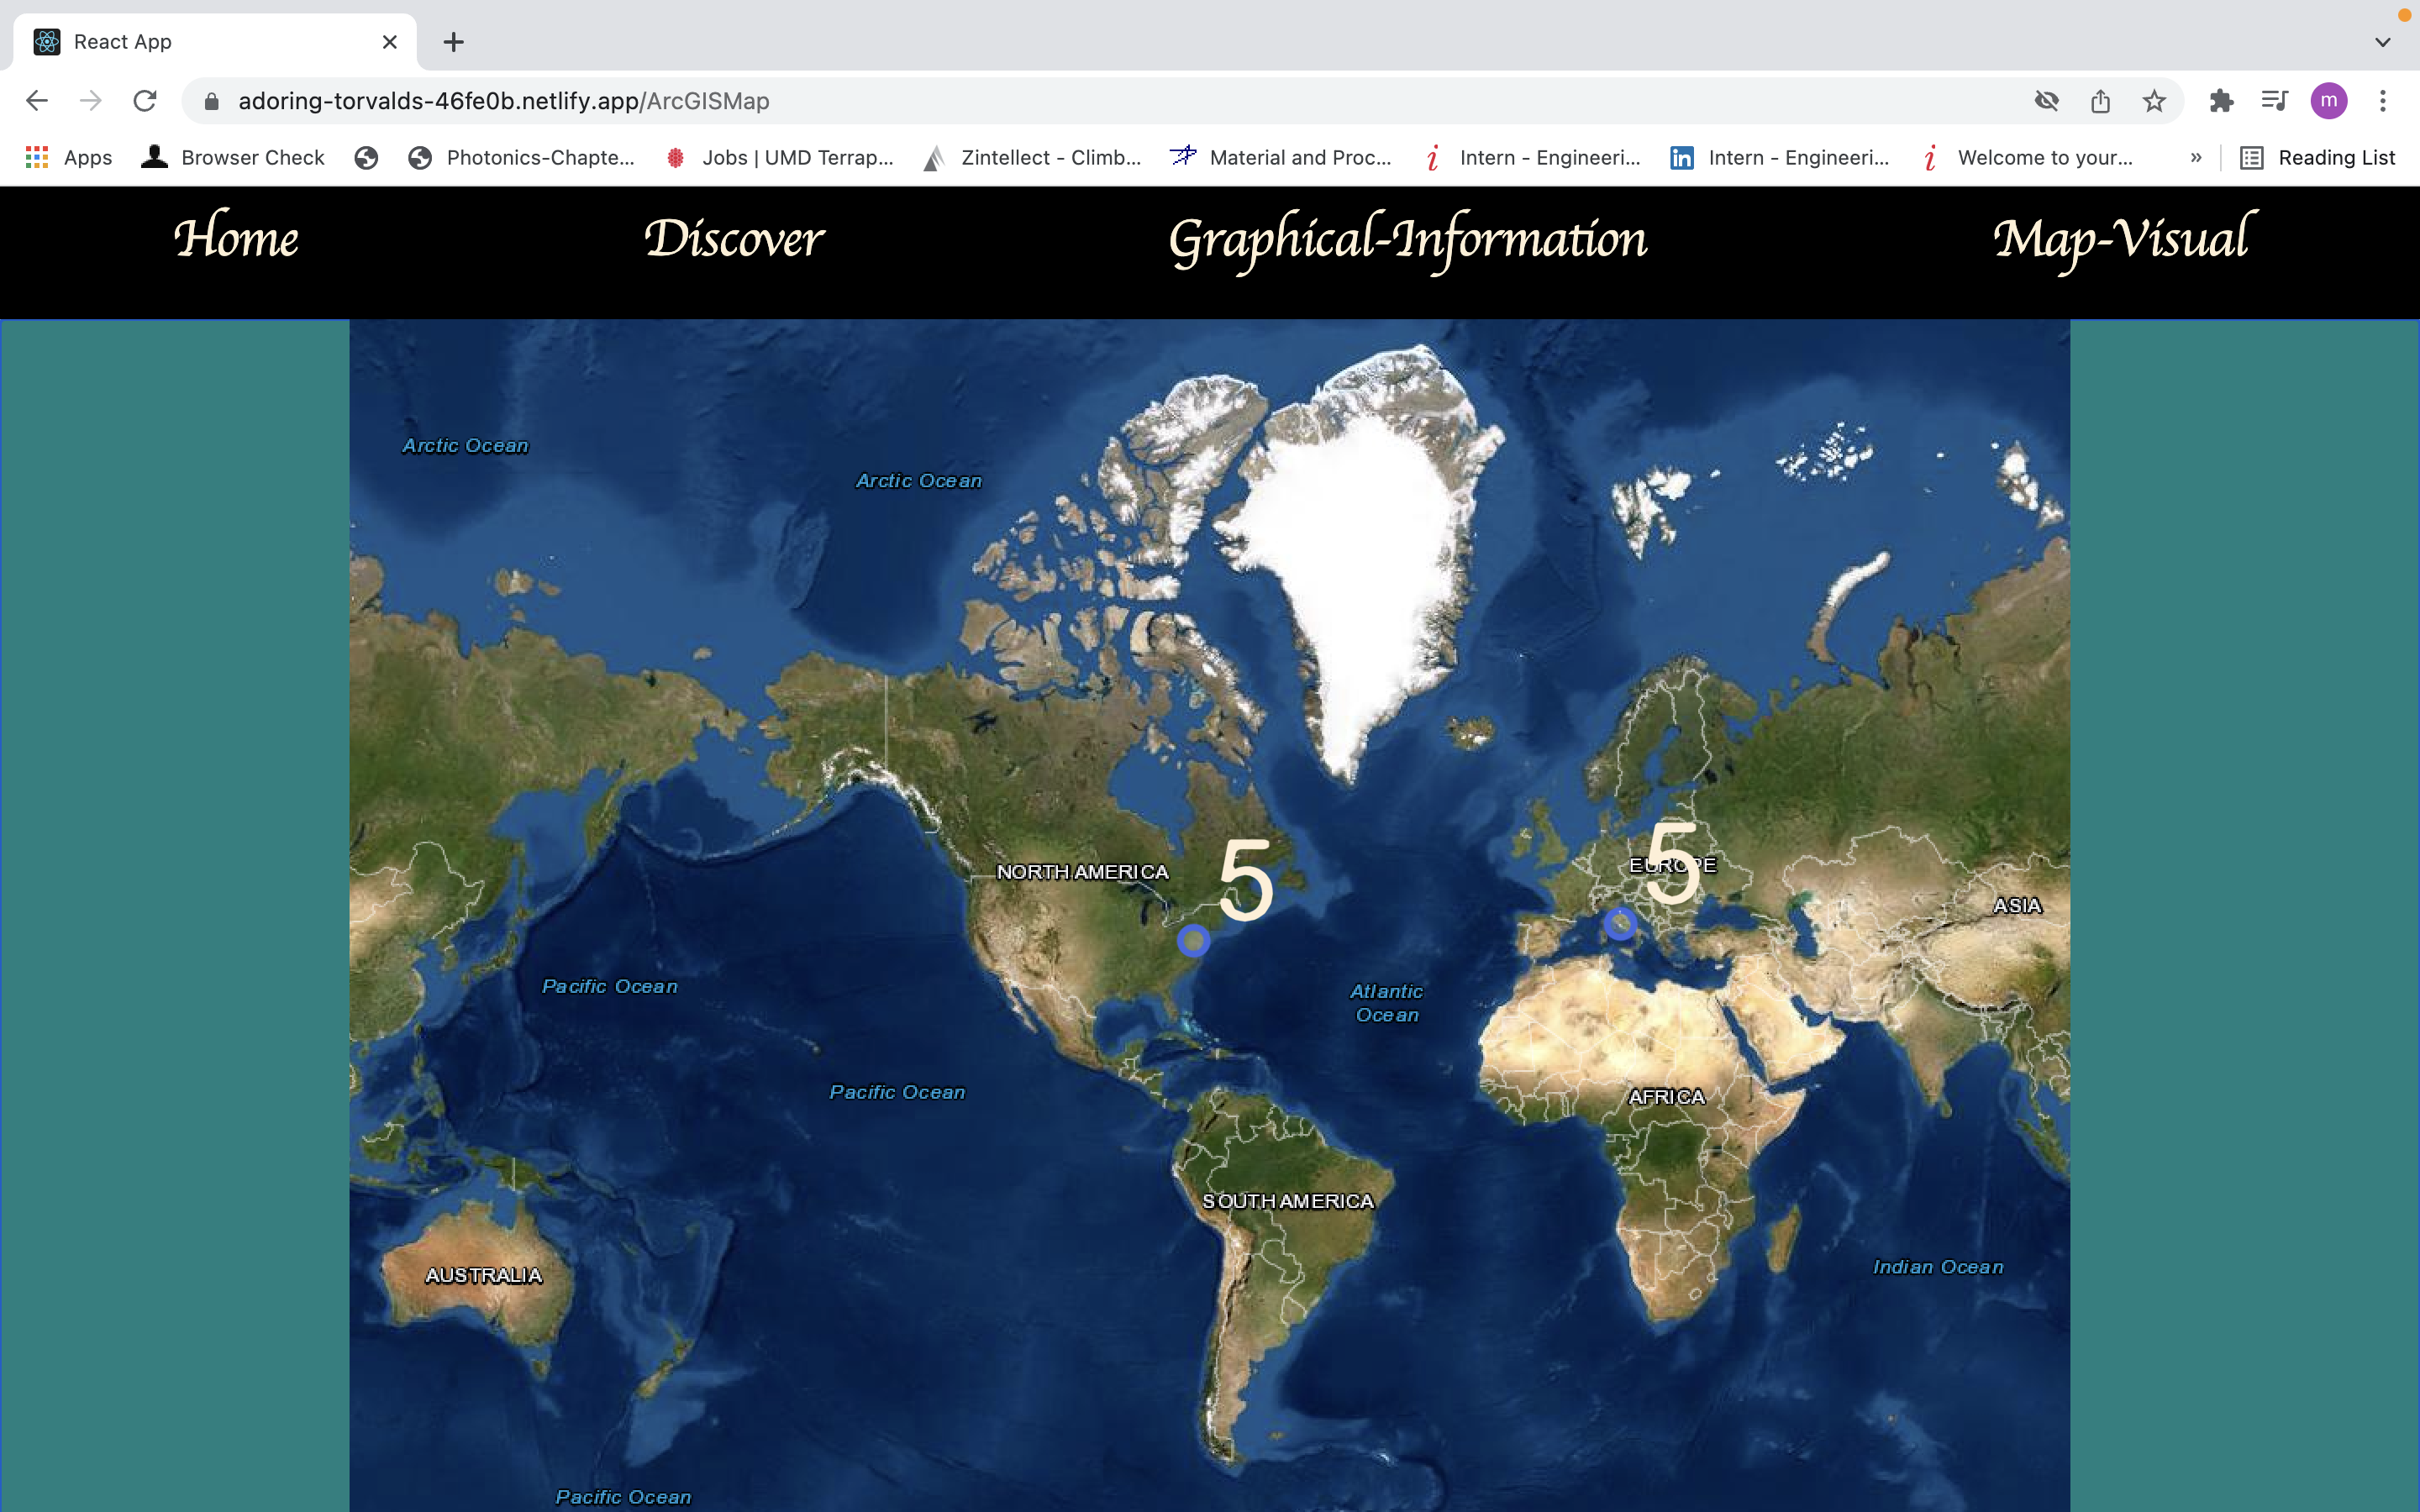 React App
adoring-torvalds-46fe0b.netlify.app/ArcGISMap
m
Apps Browser Check Photonics-Chapte... Jobs | UMD Terrap... Zintellect - Climb... Material and Proc... Intern - Engineeri... Intern - Engineeri... Welcome to your... » Reading List
Home Discover Graphical-Information Map-Visual
Arctic Ocean
Arctic Ocean
5
EUROPE
NORTH AMERICA
5
ASIA
Pacific Ocean
Atlantic
Ocean
Pacific Ocean
AFRICA
SOUTH AMERICA
Indian Ocean
AUSTRALIA
Pacific Ocean